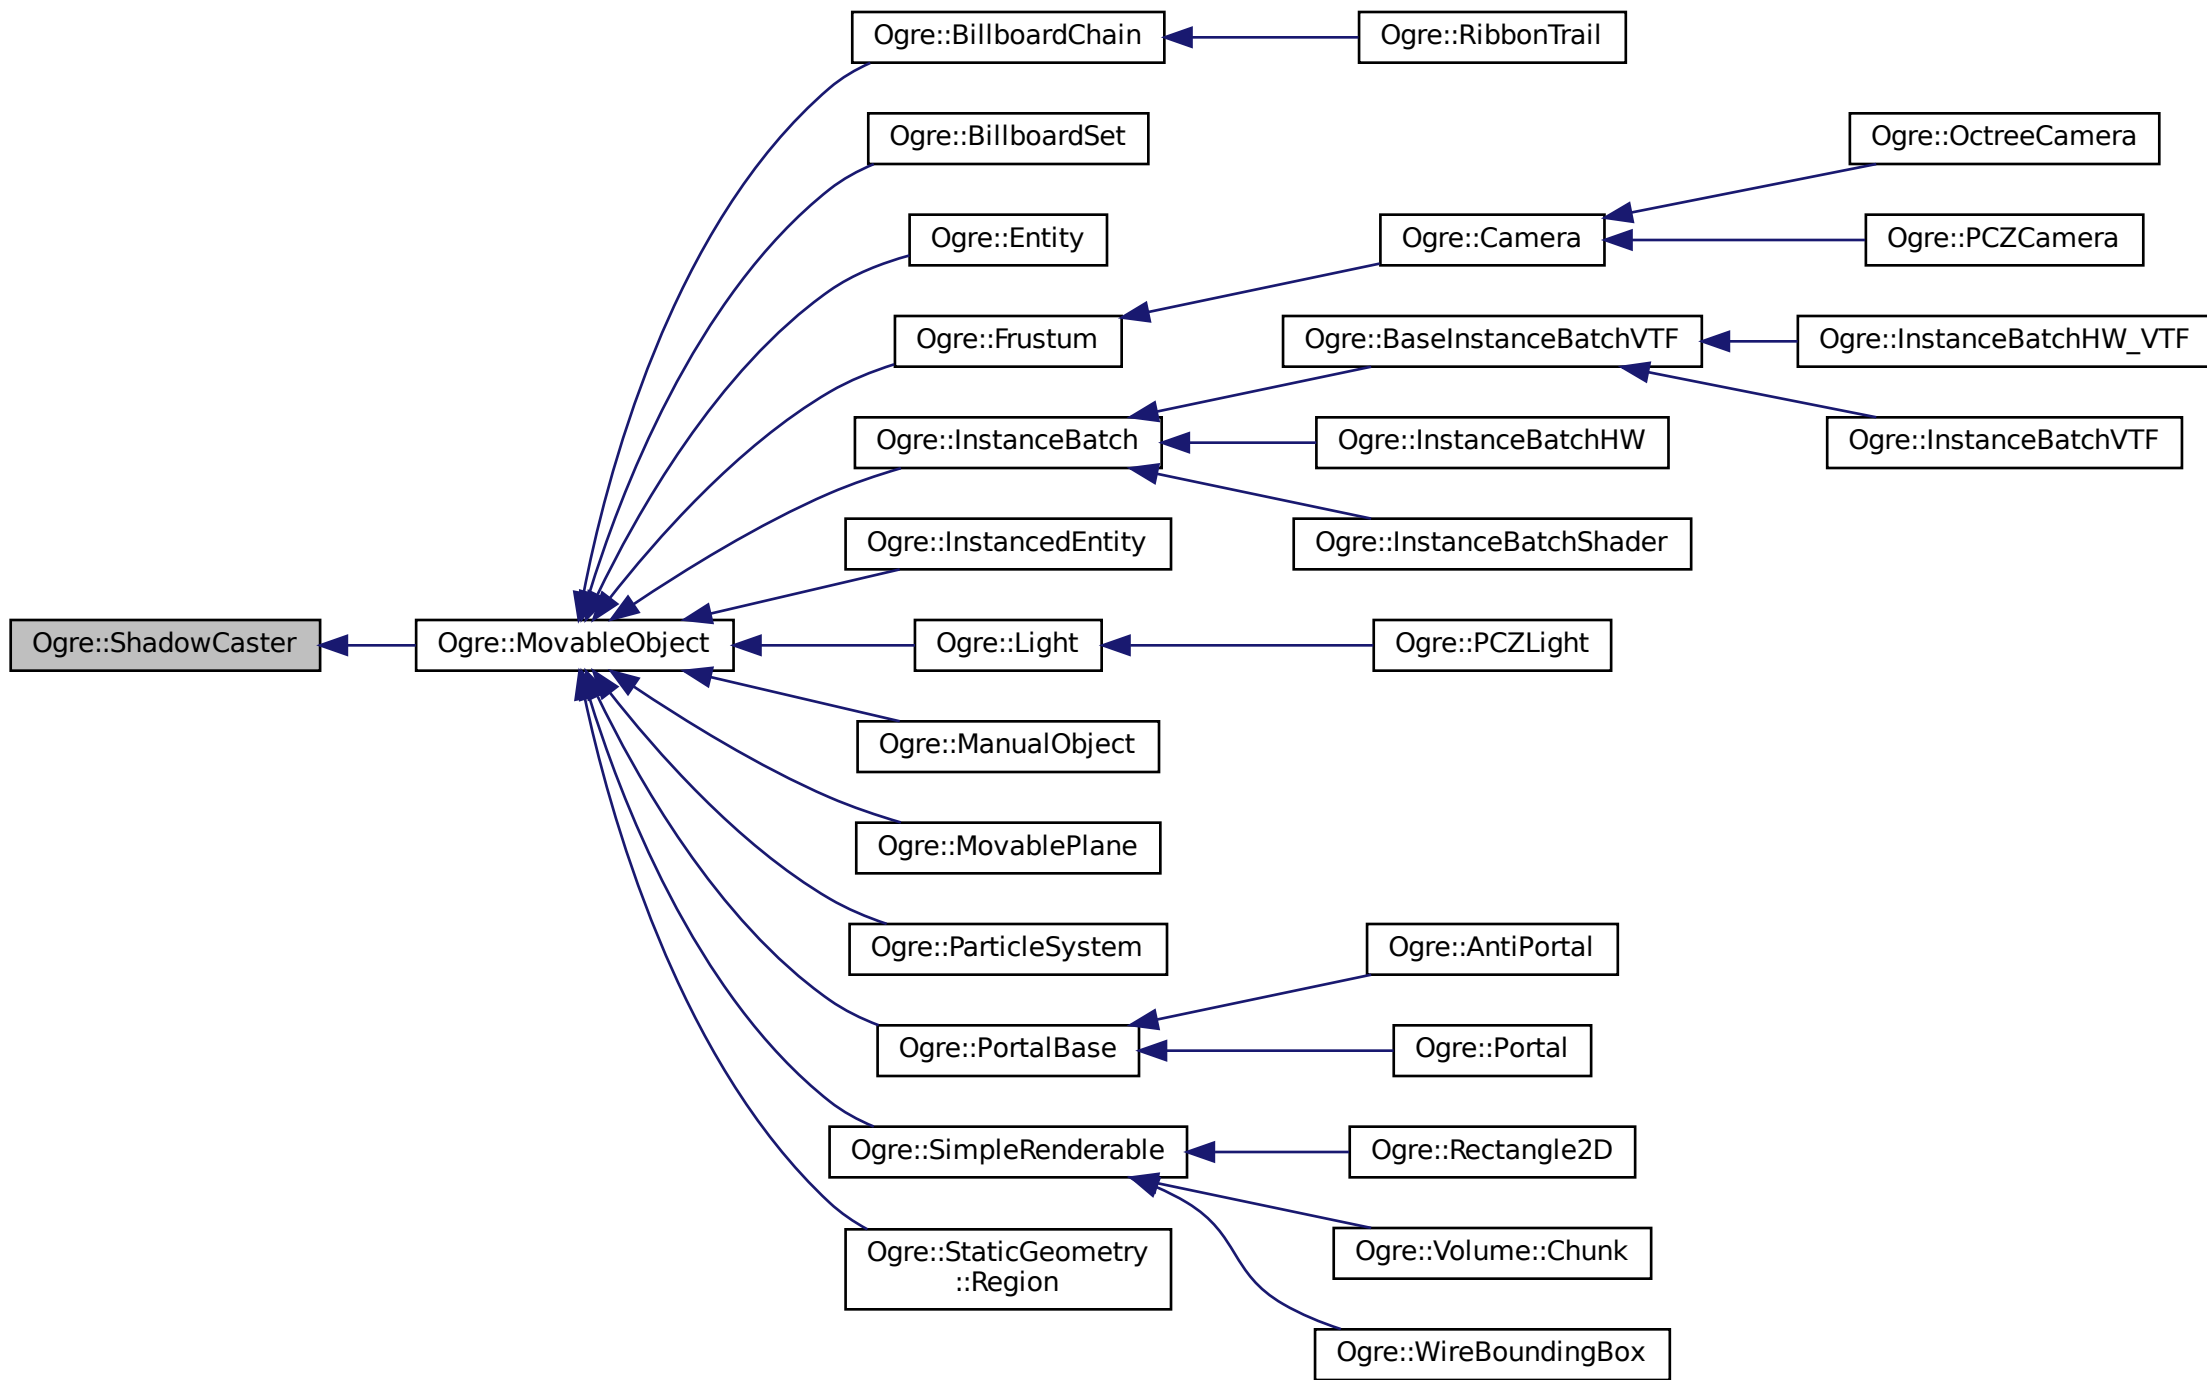 Ogre::BillboardChain
Ogre::RibbonTrail
Ogre::BillboardSet
Ogre::OctreeCamera
Ogre::Entity
Ogre::Camera
Ogre::PCZCamera
Ogre::Frustum
Ogre::BaseInstanceBatchVTF
Ogre::InstanceBatchHW_VTF
Ogre::InstanceBatch
Ogre::InstanceBatchHW
Ogre::InstanceBatchVTF
Ogre::InstancedEntity
Ogre::InstanceBatchShader
Ogre::ShadowCaster
Ogre::MovableObject
Ogre::Light
Ogre::PCZLight
Ogre::ManualObject
Ogre::MovablePlane
Ogre::ParticleSystem
Ogre::AntiPortal
Ogre::PortalBase
Ogre::Portal
Ogre::SimpleRenderable
Ogre::Rectangle2D
Ogre::StaticGeometry
::Region
Ogre::Volume::Chunk
Ogre::WireBoundingBox